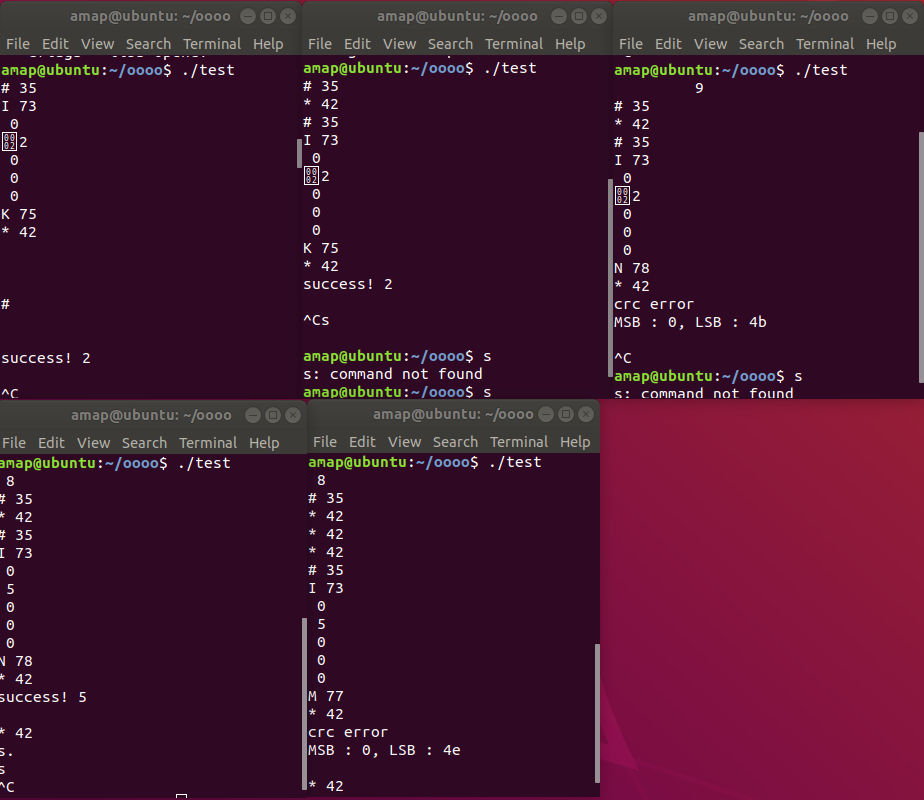 amap@ubuntu: ~/oooo
File Edit View Search Terminal Help
amap@ubuntu:~/oooo$ ./test
# 35
I 73
0
0002 2
0
0
0
K 75
* 42
#
success! 2
^C
amap@ubuntu: ~/oooo
File Edit View Search Terminal Help
amap@ubuntu:~/oooo$ ./test
# 35
* 42
# 35
I 73
0
0002 2
0
0
0
K 75
* 42
success! 2
^Cs
amap@ubuntu:~/oooo$ s
s: command not found
amap@ubuntu:~/oooo$ s
amap@ubuntu: ~/oooo
File Edit View Search Terminal Help
amap@ubuntu:~/oooo$ ./test
9
# 35
* 42
# 35
I 73
0
0002 2
0
0
0
N 78
* 42
crc error
MSB : 0, LSB : 4b
^C
amap@ubuntu:~/oooo$ s
s: command not found
amap@ubuntu: ~/oooo
File Edit View Search Terminal Help
amap@ubuntu:~/oooo$ ./test
8
# 35
* 42
# 35
I 73
0
5
0
0
0
N 78
* 42
success! 5
* 42
s.
s
^C
amap@ubuntu: ~/oooo
File Edit View Search Terminal Help
amap@ubuntu:~/oooo$ ./test
8
# 35
* 42
* 42
* 42
# 35
I 73
0
5
0
0
0
M 77
* 42
crc error
MSB : 0, LSB : 4e
* 42